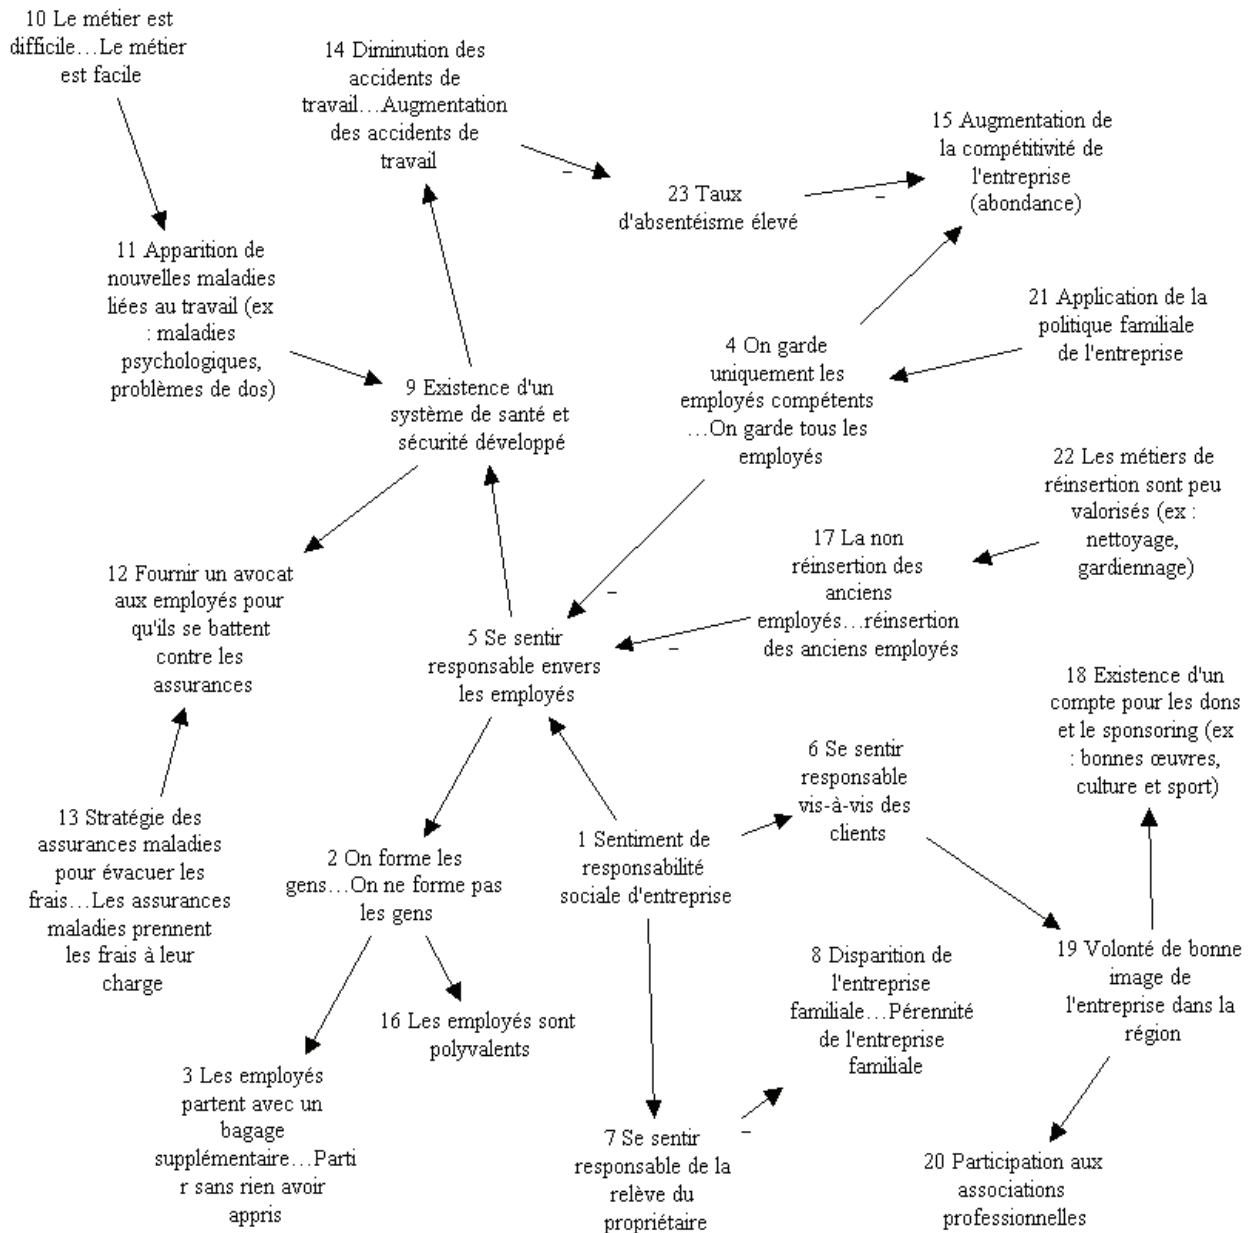 10 Le métier est
difficile…Le métier
est facile
14 Diminution des
accidents de
travail…Augmentation
des accidents de
travail
15 Augmentation de
la compétitivité de
l'entreprise
(abondance)
–
23 Taux
d'absentéisme élevé
–
11 Apparition de
nouvelles maladies
liées au travail (ex
: maladies
psychologiques,
problèmes de dos)
21 Application de la
politique familiale
de l'entreprise
4 On garde
uniquement les
employés compétents
…On garde tous les
employés
9 Existence d'un
système de santé et
sécurité développé
22 Les métiers de
réinsertion sont peu
valorisés (ex :
nettoyage,
gardiennage)
17 La non
réinsertion des
anciens
employés…réinsertion
des anciens employés
12 Fournir un avocat
aux employés pour
qu'ils se battent
contre les
assurances
–
5 Se sentir
responsable envers
les employés
–
18 Existence d'un
compte pour les dons
et le sponsoring (ex
: bonnes œuvres,
culture et sport)
6 Se sentir
responsable
vis-à-vis des
clients
13 Stratégie des
assurances maladies
pour évacuer les
frais…Les assurances
maladies prennent
les frais à leur
charge
2 On forme les
gens…On ne forme pas
les gens
1 Sentiment de
responsabilité
sociale d'entreprise
8 Disparition de
l'entreprise
familiale…Pérennité
de l'entreprise
familiale
19 Volonté de bonne
image de
l'entreprise dans la
région
16 Les employés sont
polyvalents
3 Les employés
partent avec un
bagage
supplémentaire…Parti
r sans rien avoir
appris
–
7 Se sentir
responsable de la
relève du
propriétaire
20 Participation aux
associations
professionnelles